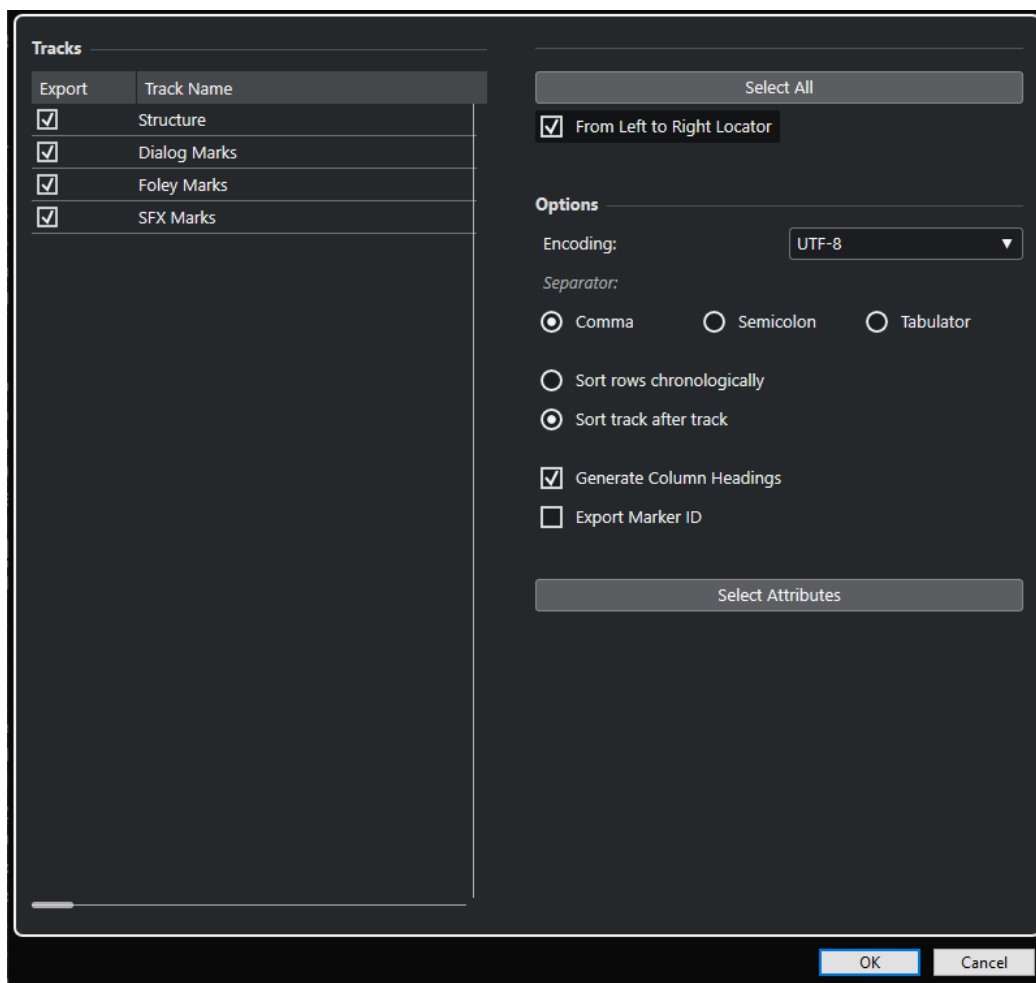 Tracks
Export Track Name
Structure
Dialog Marks
Foley Marks
SFX Marks
Select All
From Left to Right Locator
Options
Encoding: UTF-8
Separator:
Comma Semicolon Tabulator
Sort rows chronologically
Sort track after track
Generate Column Headings
Export Marker ID
Select Attributes
OK Cancel